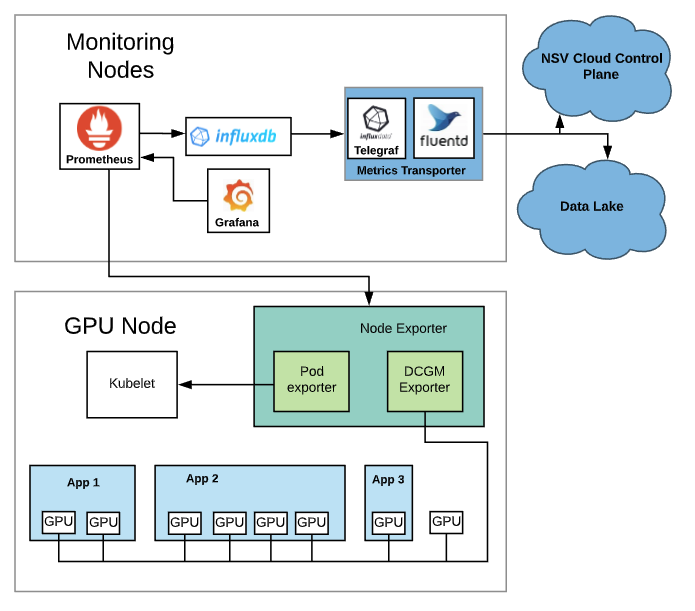 Monitoring
Nodes
NSV Cloud Control
Plane
Prometheus
influxdb
influxdata
Telegraf
fluentd
Metrics Transporter
Grafana
Data Lake
GPU Node
Node Exporter
Kubelet
Pod
exporter
DCGM
Exporter
App 1
App 2
App 3
GPU
GPU
GPU
GPU
GPU
GPU
GPU
GPU